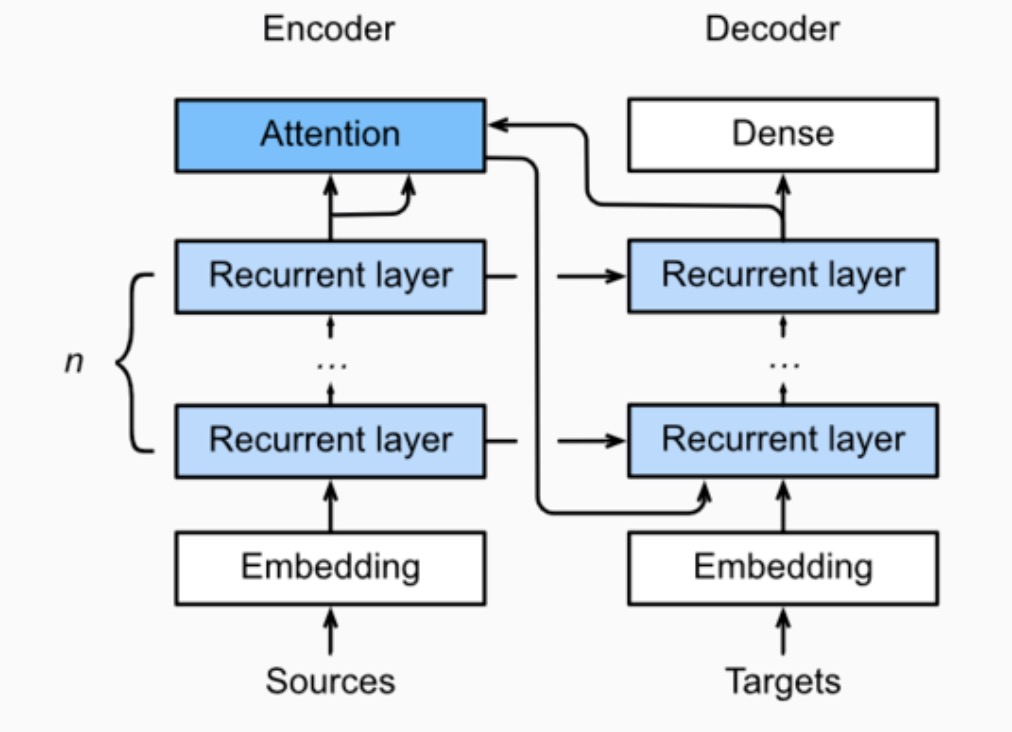 Encoder
Decoder
Attention
Dense
Recurrent layer
Recurrent layer
n
...
...
Recurrent layer
Recurrent layer
Embedding
Embedding
Sources
Targets